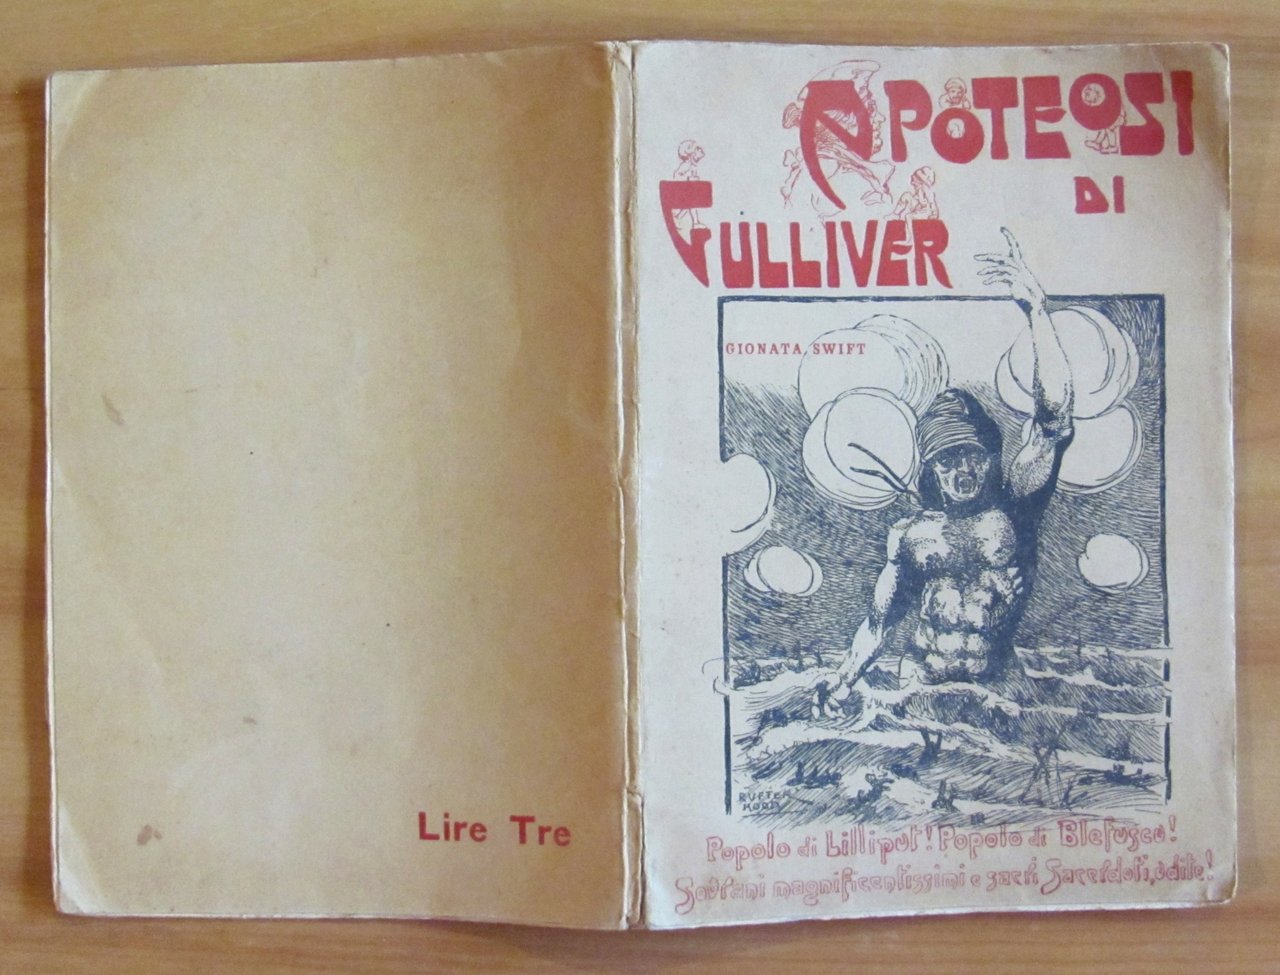 Lire Tre
APOTEOSI
DI
GULLIVER
GIONATA SWIFT
Popolo di Lilliput! Popolo di Blefuscu!
Sovrani magnificentissimi e sacri Sacerdoti, udite!